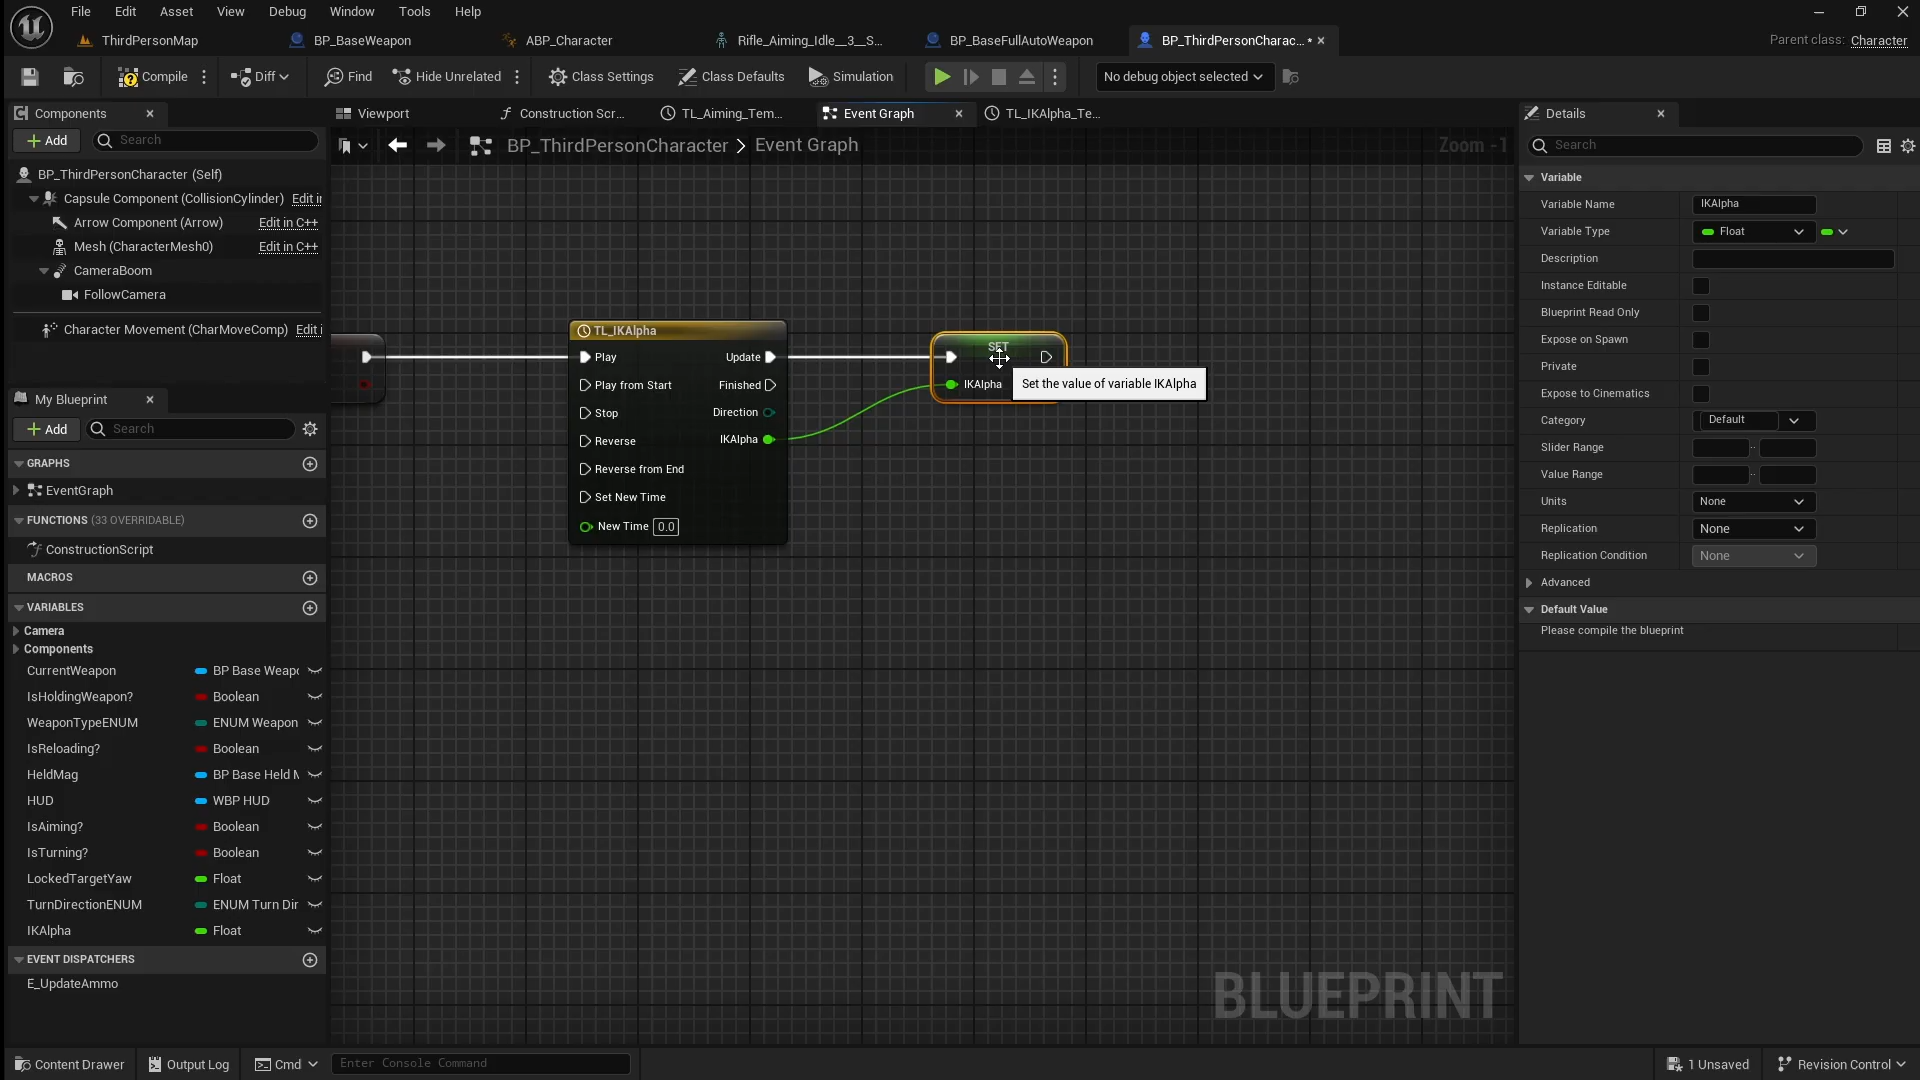 File Edit Asset View Debug Window Tools Help
ThirdPersonMap BP_BaseWeapon ABP_Character Rifle_Aiming_Idle__3__S... BP_BaseFullAutoWeapon BP_ThirdPersonCharac... • Parent class: Character
Compile Diff Find Hide Unrelated Class Settings Class Defaults Simulation No debug object selected
Components Viewport Construction Scr... TL_Aiming_Tem... Event Graph TL_IKAlpha_Te... Details
Add Search BP_ThirdPersonCharacter > Event Graph Zoom -1 Search
BP_ThirdPersonCharacter (Self)
Capsule Component (CollisionCylinder) Edit i
Arrow Component (Arrow) Edit in C++
Mesh (CharacterMesh0) Edit in C++
CameraBoom
FollowCamera
Character Movement (CharMoveComp) Edit i
My Blueprint
Add Search
GRAPHS
EventGraph
FUNCTIONS (33 OVERRIDABLE)
ConstructionScript
MACROS
VARIABLES
Camera
Components
CurrentWeapon BP Base Weap
IsHoldingWeapon? Boolean
WeaponTypeENUM ENUM Weapon
IsReloading? Boolean
HeldMag BP Base Held M
HUD WBP HUD
IsAiming? Boolean
IsTurning? Boolean
LockedTargetYaw Float
TurnDirectionENUM ENUM Turn Dir
IKAlpha Float
EVENT DISPATCHERS
E_UpdateAmmo
TL_IKAlpha
Play Update
Play from Start Finished
Stop Direction
Reverse IKAlpha
Reverse from End
Set New Time
New Time 0.0
SET
IKAlpha
Set the value of variable IKAlpha
BLUEPRINT
Variable
Variable Name IKAlpha
Variable Type Float
Description
Instance Editable
Blueprint Read Only
Expose on Spawn
Private
Expose to Cinematics
Category Default
Slider Range ..
Value Range ..
Units None
Replication None
Replication Condition None
Advanced
Default Value
Please compile the blueprint
Content Drawer Output Log Cmd Enter Console Command 1 Unsaved Revision Control